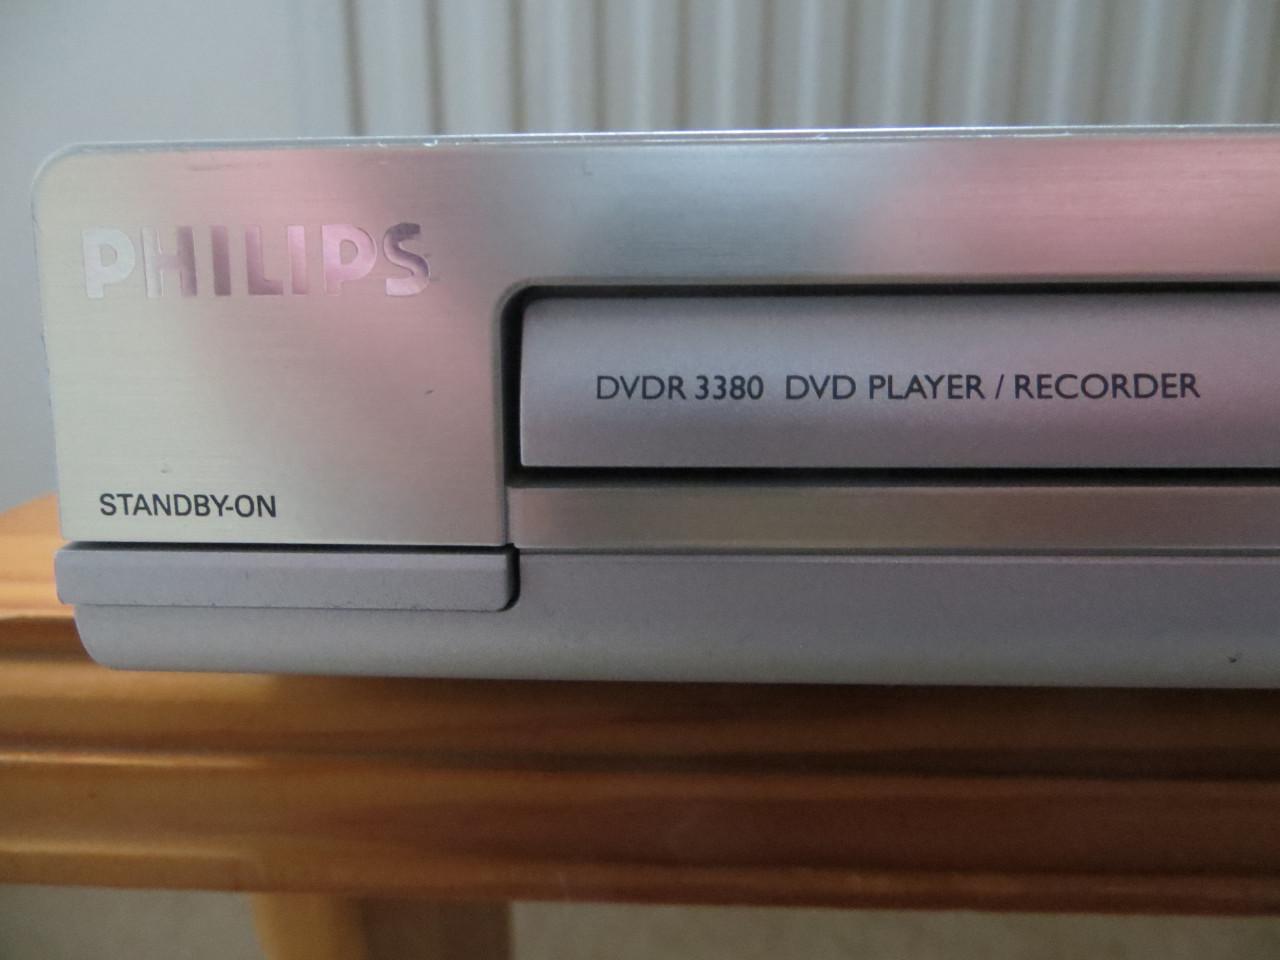 PHILIPS
DVDR 3380 DVD PLAYER / RECORDER
STANDBY-ON